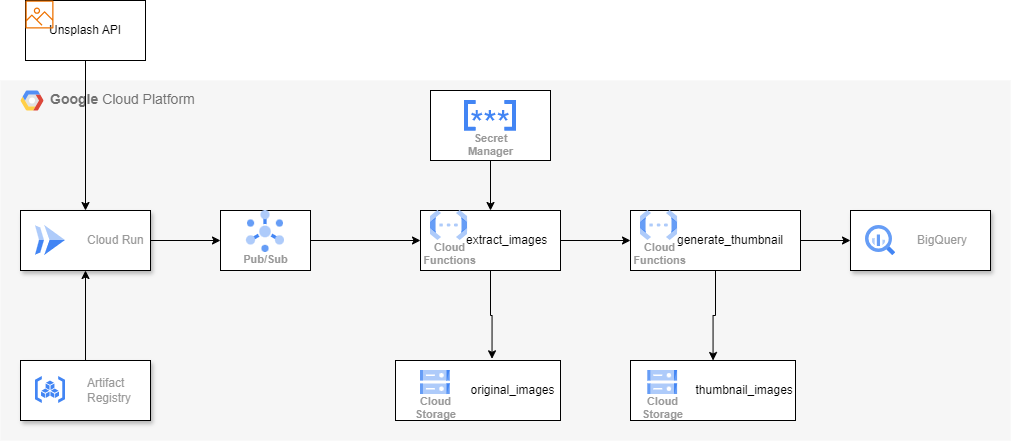 Unsplash API
Google Cloud Platform
[***]
Secret
Manager
Cloud Run
Pub/Sub
Cloud
Functions
extract_images
Cloud
Functions
generate_thumbnail
BigQuery
Artifact
Registry
Cloud
Storage
original_images
Cloud
Storage
thumbnail_images